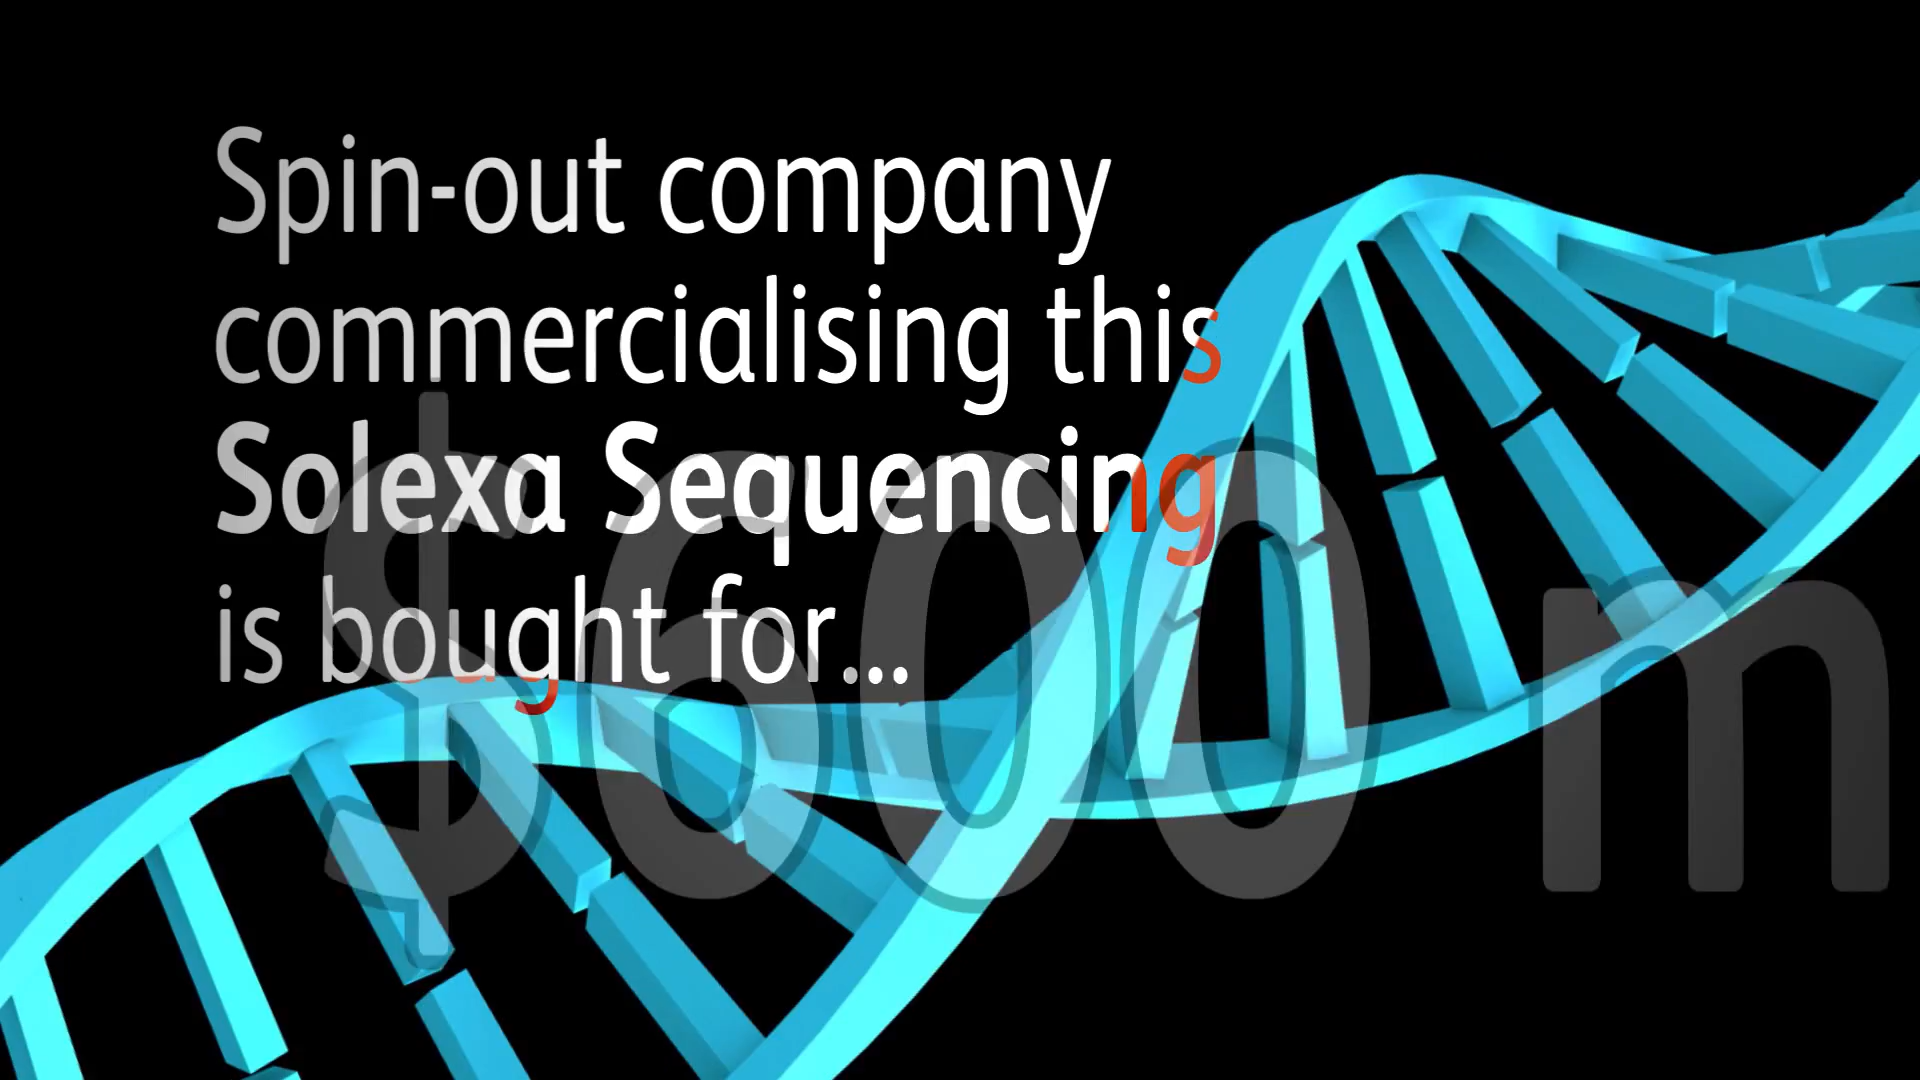 Spin-out company
commercialising this
Solexa Sequencing
is bought for...
$600 m